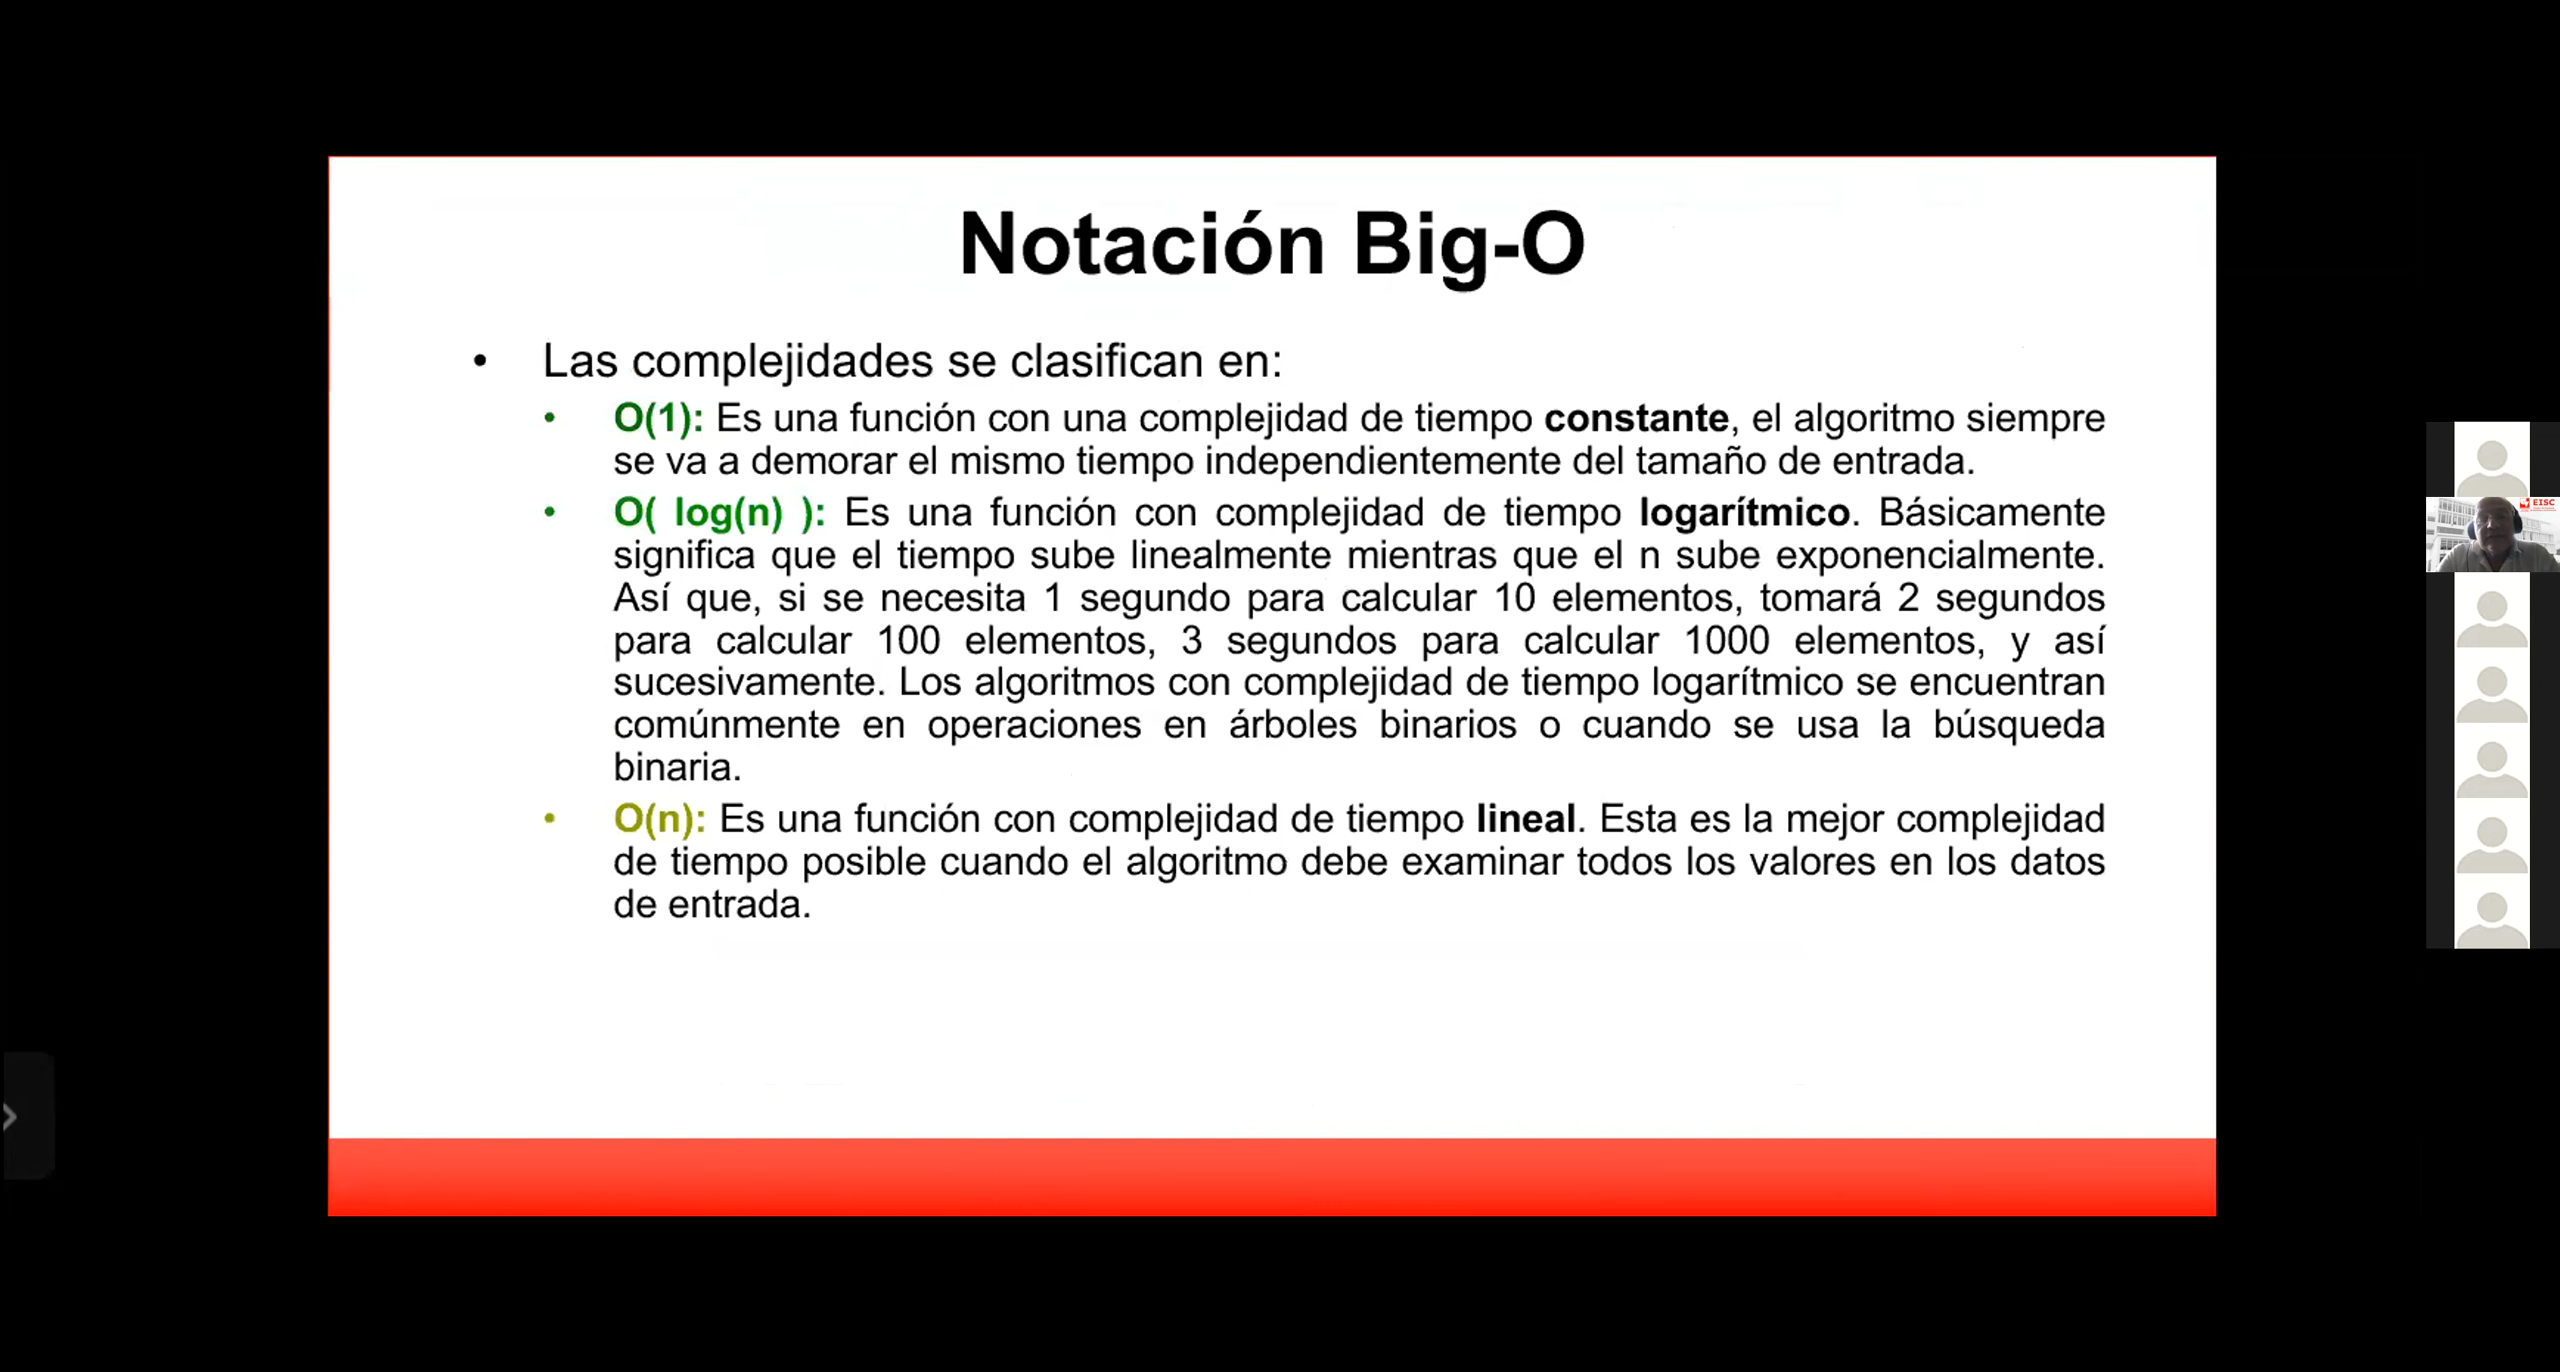 Notación Big-O
• Las complejidades se clasifican en:
• O(1): Es una función con una complejidad de tiempo constante, el algoritmo siempre
se va a demorar el mismo tiempo independientemente del tamaño de entrada.
• O( log(n) ): Es una función con complejidad de tiempo logarítmico. Básicamente
significa que el tiempo sube linealmente mientras que el n sube exponencialmente.
Así que, si se necesita 1 segundo para calcular 10 elementos, tomará 2 segundos
para calcular 100 elementos, 3 segundos para calcular 1000 elementos, y así
sucesivamente. Los algoritmos con complejidad de tiempo logarítmico se encuentran
comúnmente en operaciones en árboles binarios o cuando se usa la búsqueda
binaria.
• O(n): Es una función con complejidad de tiempo lineal. Esta es la mejor complejidad
de tiempo posible cuando el algoritmo debe examinar todos los valores en los datos
de entrada.
EISC